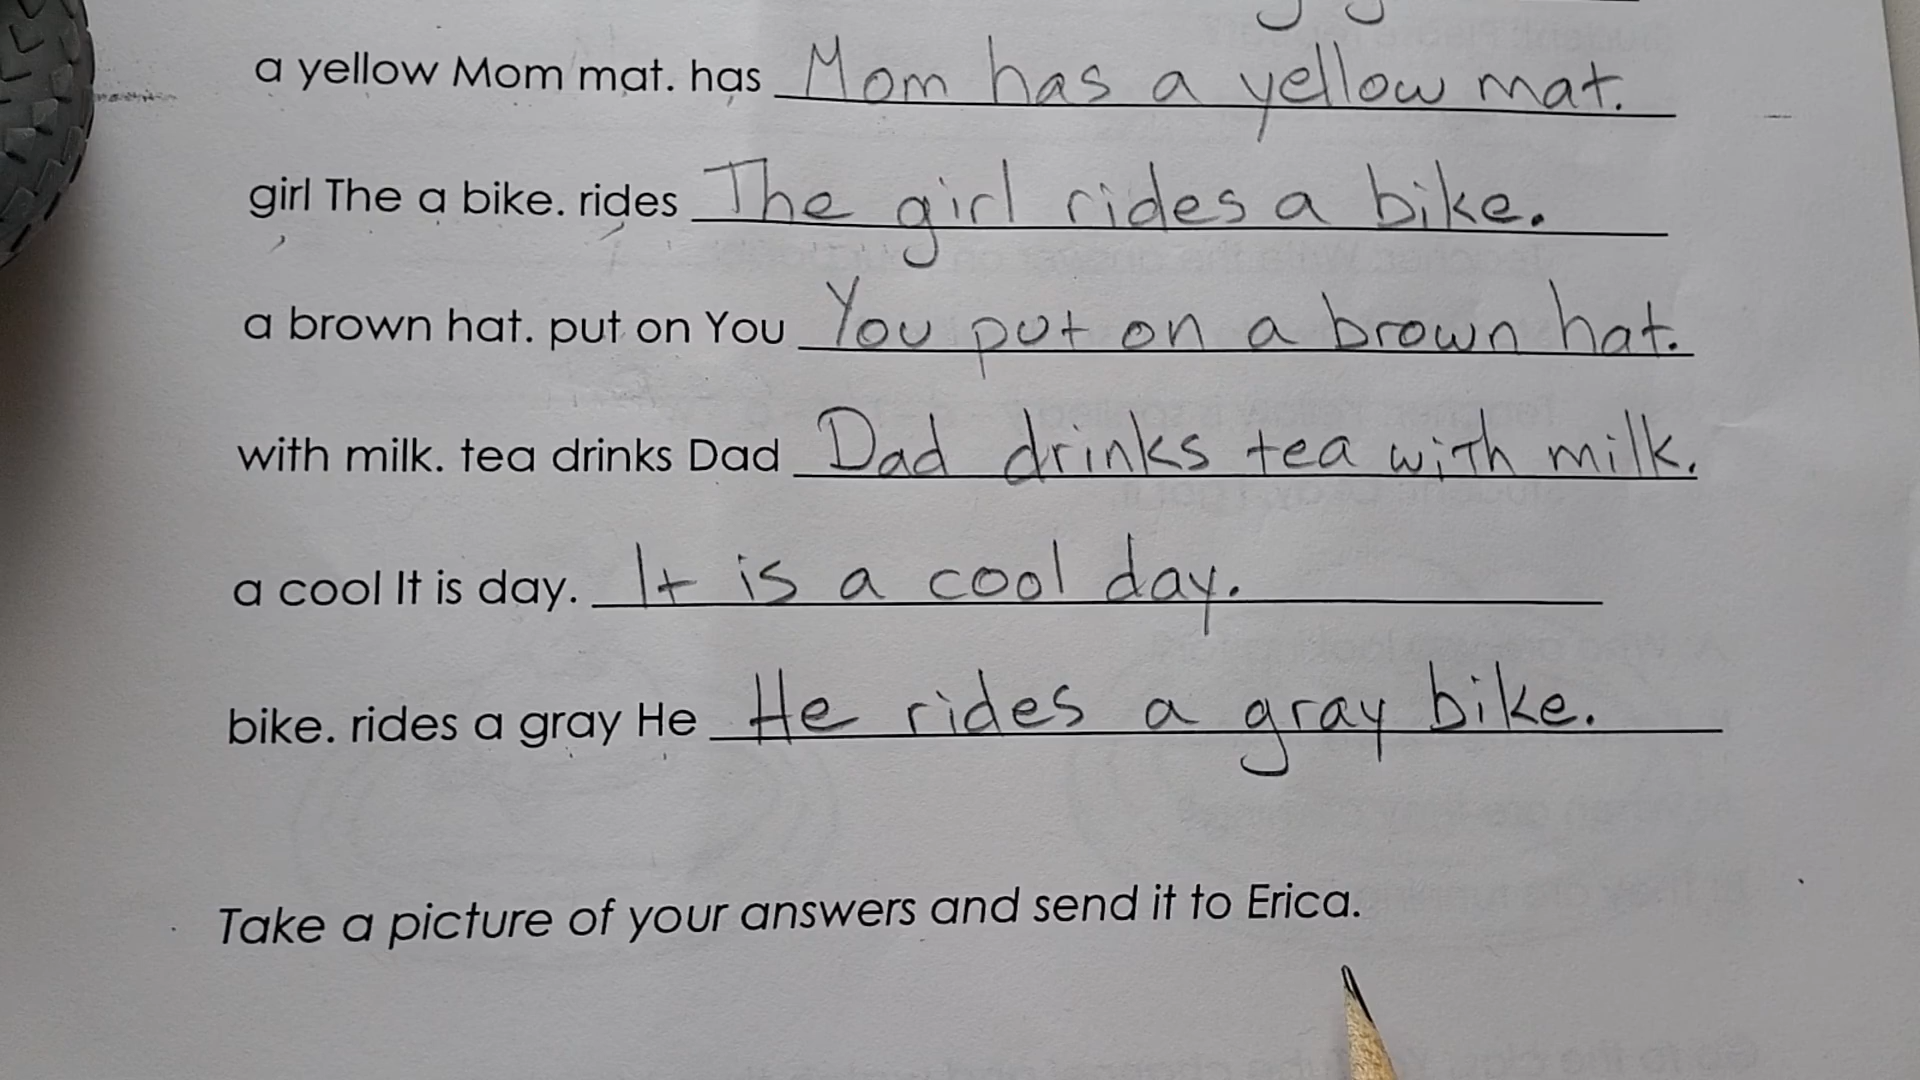 a yellow Mom mat. has Mom has a yellow mat.
girl The a bike. rides The girl rides a bike.
a brown hat. put on You You put on a brown hat.
with milk. tea drinks Dad Dad drinks tea with milk.
a cool It is day. It is a cool day.
bike. rides a gray He He rides a gray bike.
Take a picture of your answers and send it to Erica.